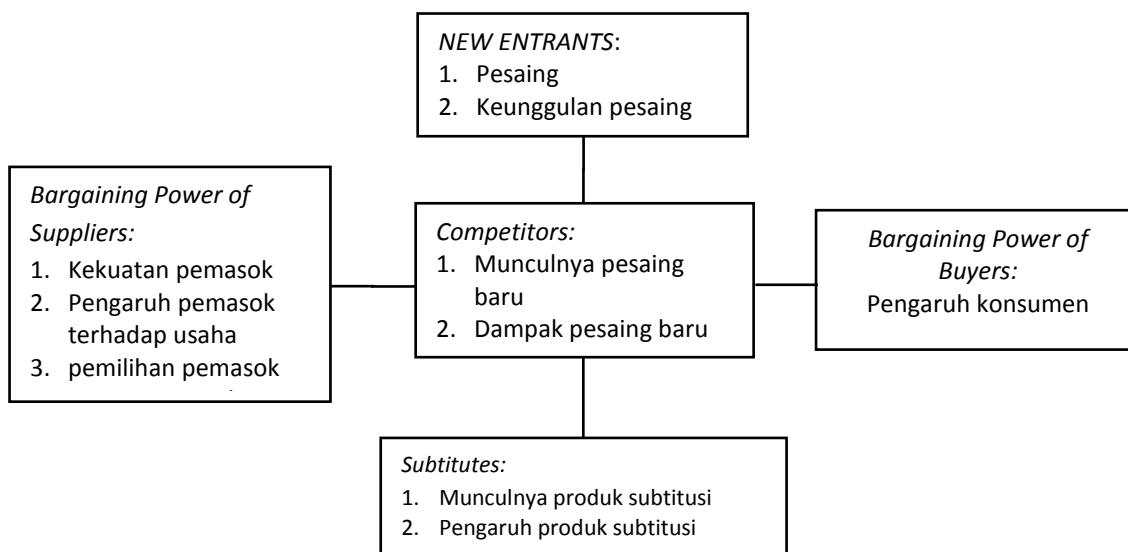 NEW ENTRANTS:
1. Pesaing
2. Keunggulan pesaing
Bargaining Power of
Suppliers:
1. Kekuatan pemasok
2. Pengaruh pemasok
terhadap usaha
3. pemilihan pemasok
Competitors:
1. Munculnya pesaing
baru
2. Dampak pesaing baru
Bargaining Power of
Buyers:
Pengaruh konsumen
Subtitutes:
1. Munculnya produk subtitusi
2. Pengaruh produk subtitusi